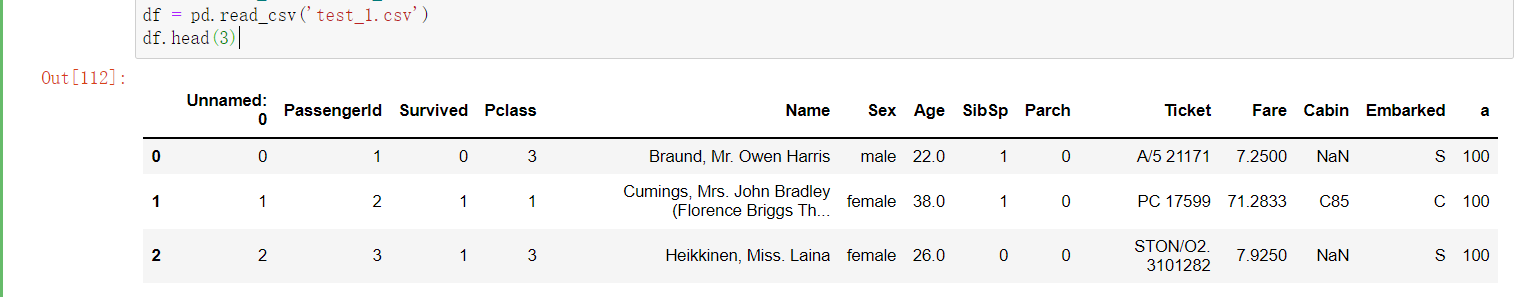 df = pd.read_csv('test_1.csv')
df.head(3)
Out[112]:
Unnamed: 0 PassengerId Survived Pclass Name Sex Age SibSp Parch Ticket Fare Cabin Embarked a
0 0 1 0 3 Braund, Mr. Owen Harris male 22.0 1 0 A/5 21171 7.2500 NaN S 100
1 1 2 1 1 Cumings, Mrs. John Bradley (Florence Briggs Th... female 38.0 1 0 PC 17599 71.2833 C85 C 100
2 2 3 1 3 Heikkinen, Miss. Laina female 26.0 0 0 STON/O2. 3101282 7.9250 NaN S 100